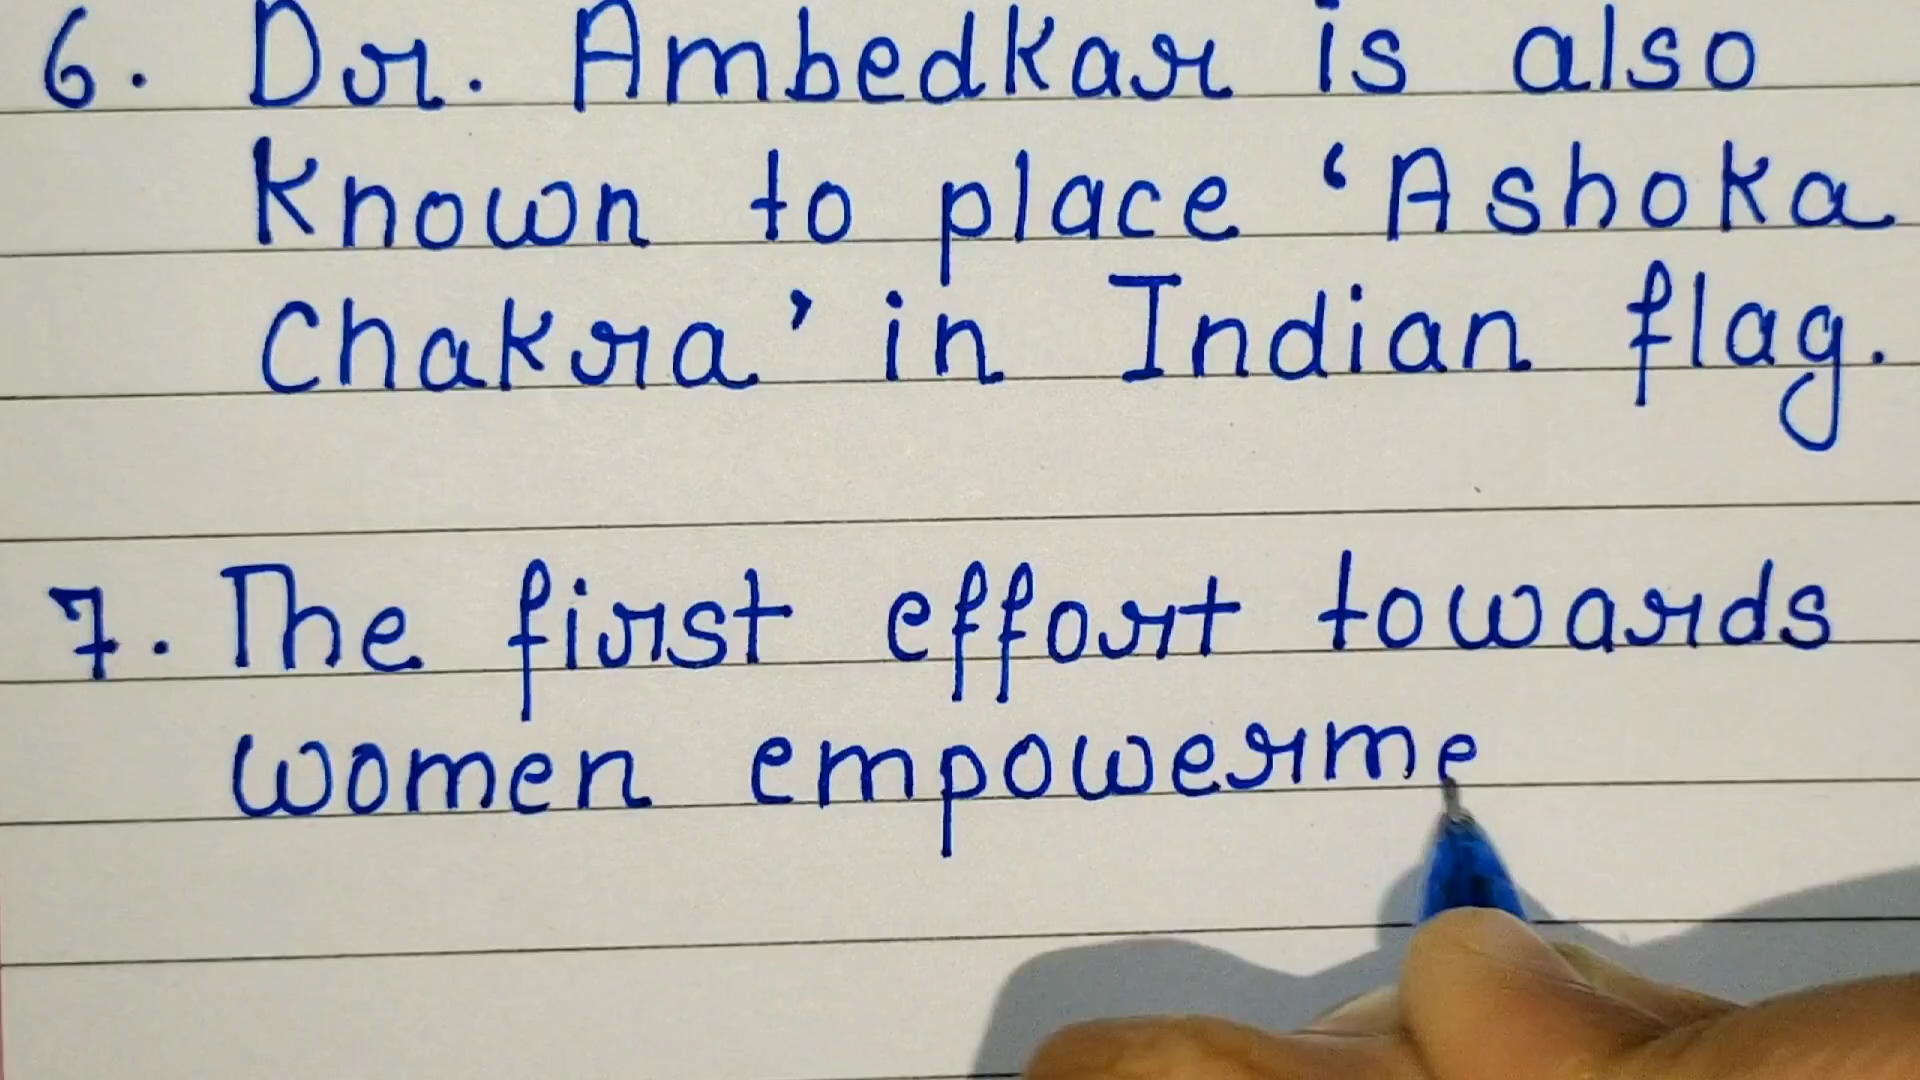 6. Dr. Ambedkar is also
known to place ‘Ashoka
Chakra’ in Indian flag.
7. The first effort towards
women empowerme